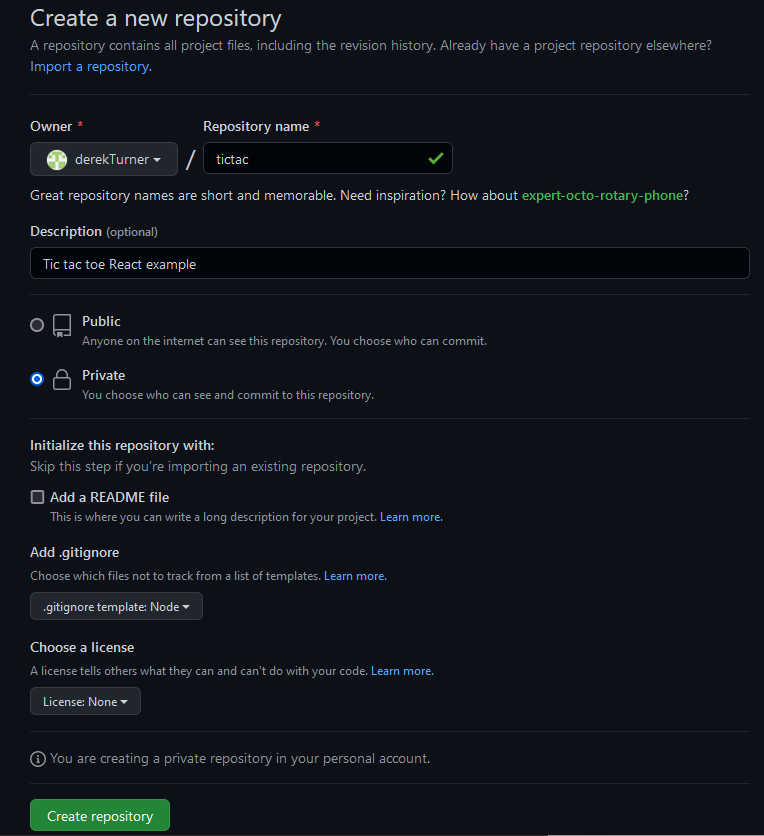 Create a new repository
A repository contains all project files, including the revision history. Already have a project repository elsewhere?
Import a repository.
Owner * Repository name *
derekTurner / tictac
Great repository names are short and memorable. Need inspiration? How about expert-octo-rotary-phone?
Description (optional)
Tic tac toe React example
Public
Anyone on the internet can see this repository. You choose who can commit.
Private
You choose who can see and commit to this repository.
Initialize this repository with:
Skip this step if you're importing an existing repository.
Add a README file
This is where you can write a long description for your project. Learn more.
Add .gitignore
Choose which files not to track from a list of templates. Learn more.
.gitignore template: Node
Choose a license
A license tells others what they can and can't do with your code. Learn more.
License: None
You are creating a private repository in your personal account.
Create repository